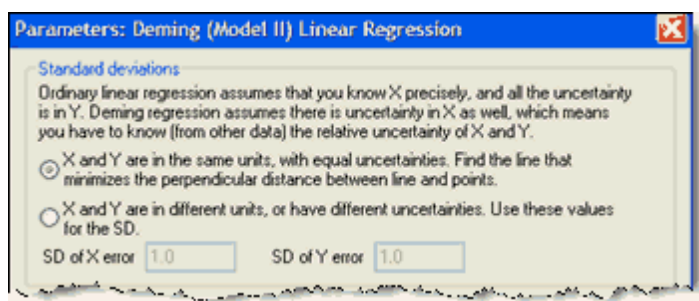 Parameters: Deming (Model II) Linear Regression
Standard deviations
Ordinary linear regression assumes that you know X precisely, and all the uncertainty
is in Y. Deming regression assumes there is uncertainty in X as well, which means
you have to know (from other data) the relative uncertainty of X and Y.
X and Y are in the same units, with equal uncertainties. Find the line that
minimizes the perpendicular distance between line and points.
X and Y are in different units, or have different uncertainties. Use these values
for the SD.
SD of X error 1.0 SD of Y error 1.0